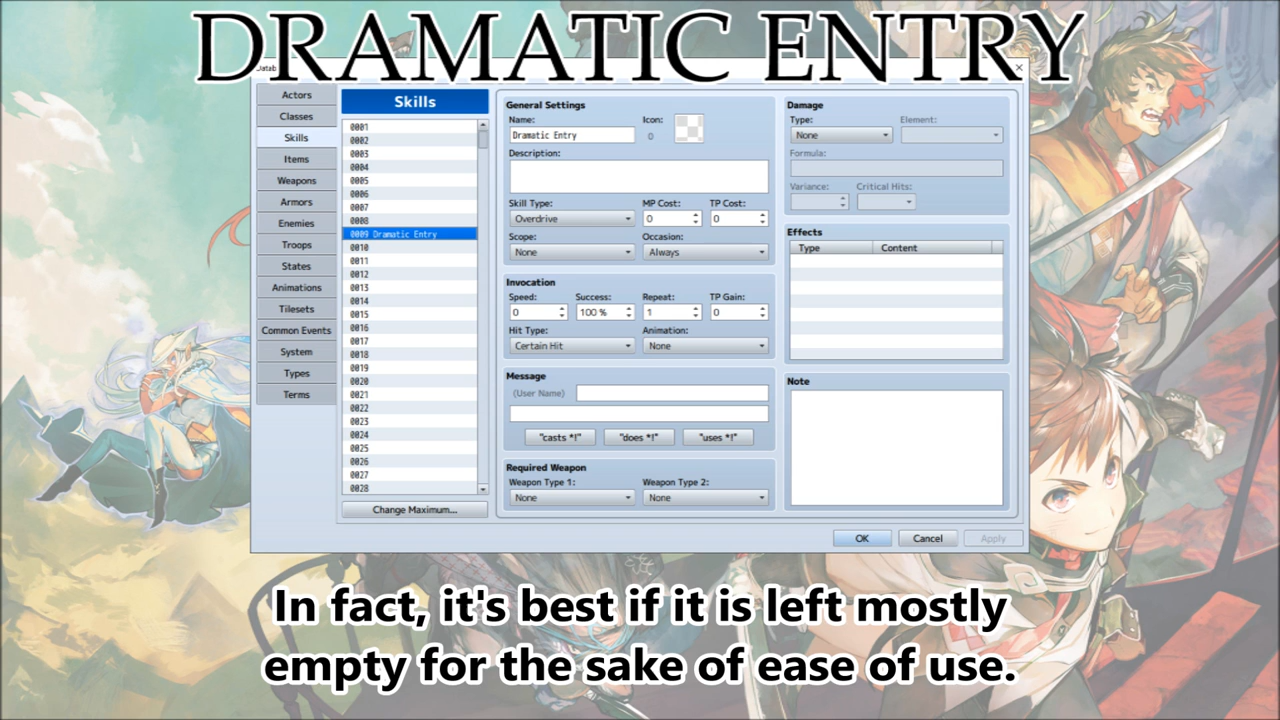 DRAMATIC ENTRY
Datab
Actors
Classes
Skills
Items
Weapons
Armors
Enemies
Troops
States
Animations
Tilesets
Common Events
System
Types
Terms
Skills
0001
0002
0003
0004
0005
0006
0007
0008
0009 Dramatic Entry
0010
0011
0012
0013
0014
0015
0016
0017
0018
0019
0020
0021
0022
0023
0024
0025
0026
0027
0028
Change Maximum...
General Settings
Name: Icon:
Dramatic Entry 0
Description:
Skill Type: MP Cost: TP Cost:
Overdrive 0 0
Scope: Occasion:
None Always
Invocation
Speed: Success: Repeat: TP Gain:
0 100 % 1 0
Hit Type: Animation:
Certain Hit None
Message
(User Name)
"casts *!" "does *!" "uses *!"
Required Weapon
Weapon Type 1: Weapon Type 2:
None None
Damage
Type: Element:
None
Formula:
Variance: Critical Hits:
Effects
Type Content
Note
OK Cancel Apply
In fact, it's best if it is left mostly
empty for the sake of ease of use.